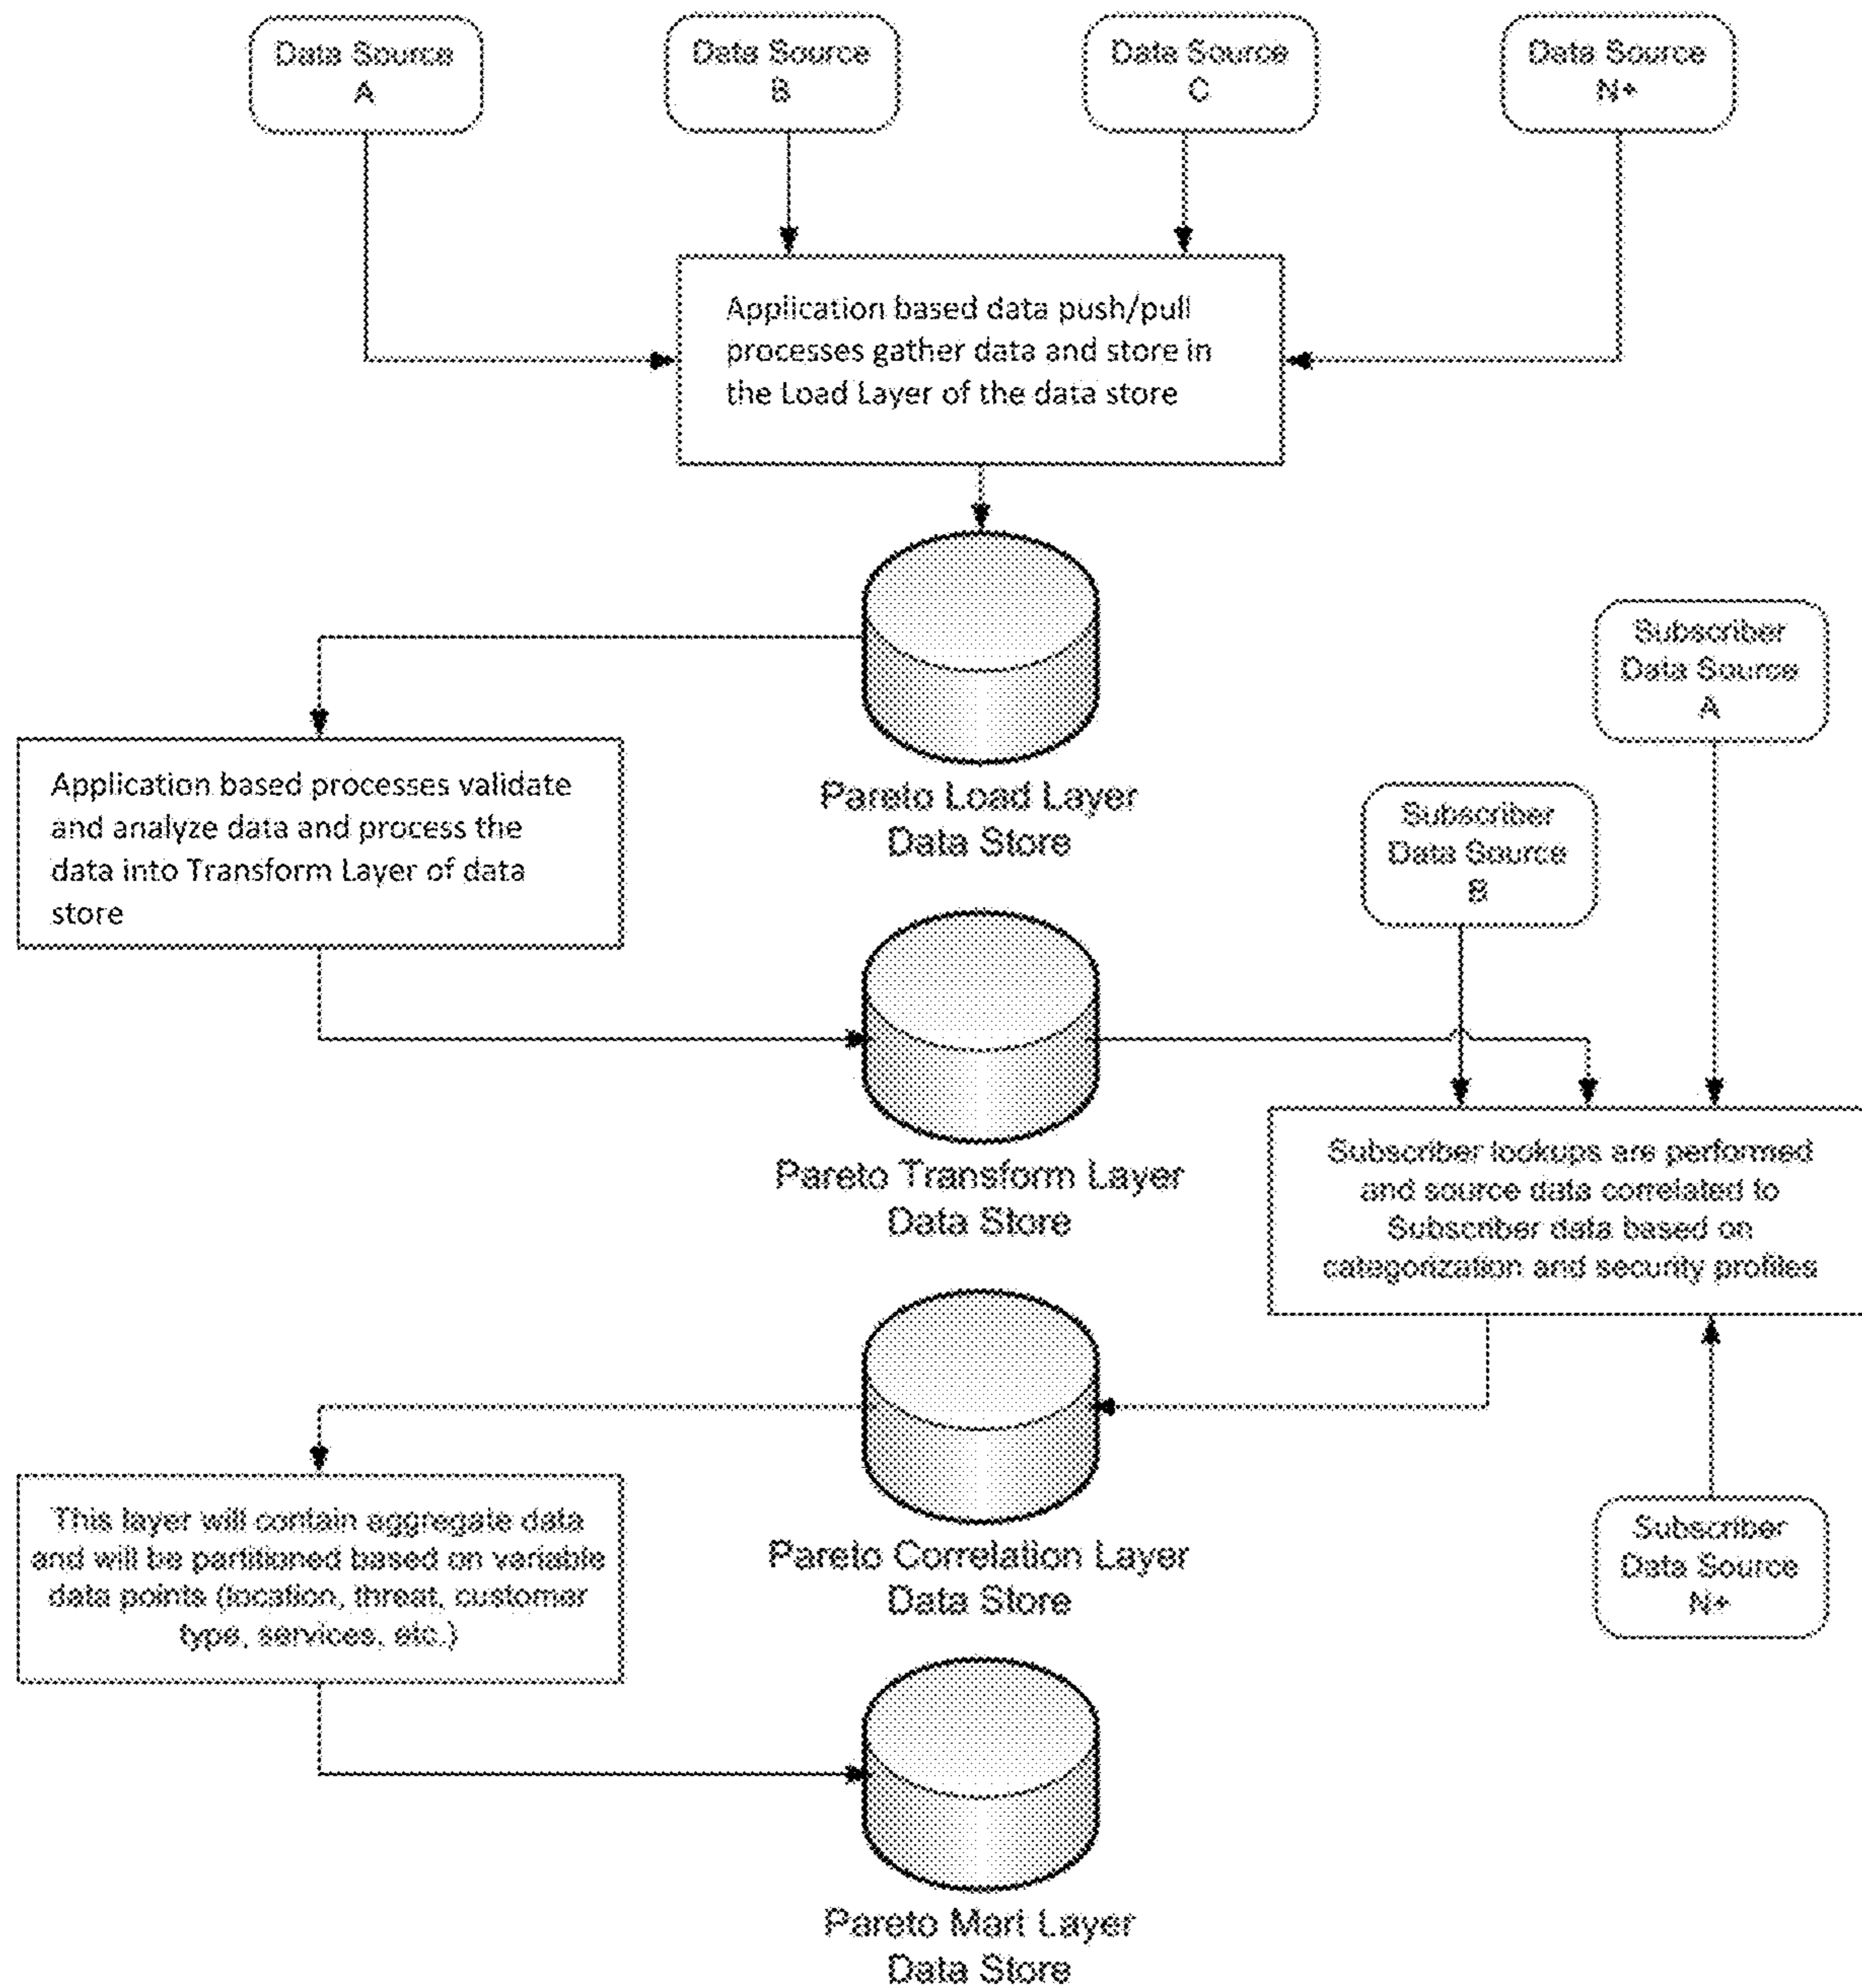 Data Source
A
Data Source
B
Data Source
C
Data Source
N+
Application based data push/pull
processes gather data and store in
the Load Layer of the data store
Pareto Load Layer
Data Store
Subscriber
Data Source
A
Application based processes validate
and analyze data and process the
data into Transform Layer of data
store
Subscriber
Data Source
B
Pareto Transform Layer
Data Store
Subscriber lookups are performed
and source data correlated to
Subscriber data based on
categorization and security profiles
Pareto Correlation Layer
Data Store
This layer will contain aggregate data
and will be partitioned based on variable
data points (location, threat, customer
type, services, etc.)
Subscriber
Data Source
N+
Pareto Mart Layer
Data Store